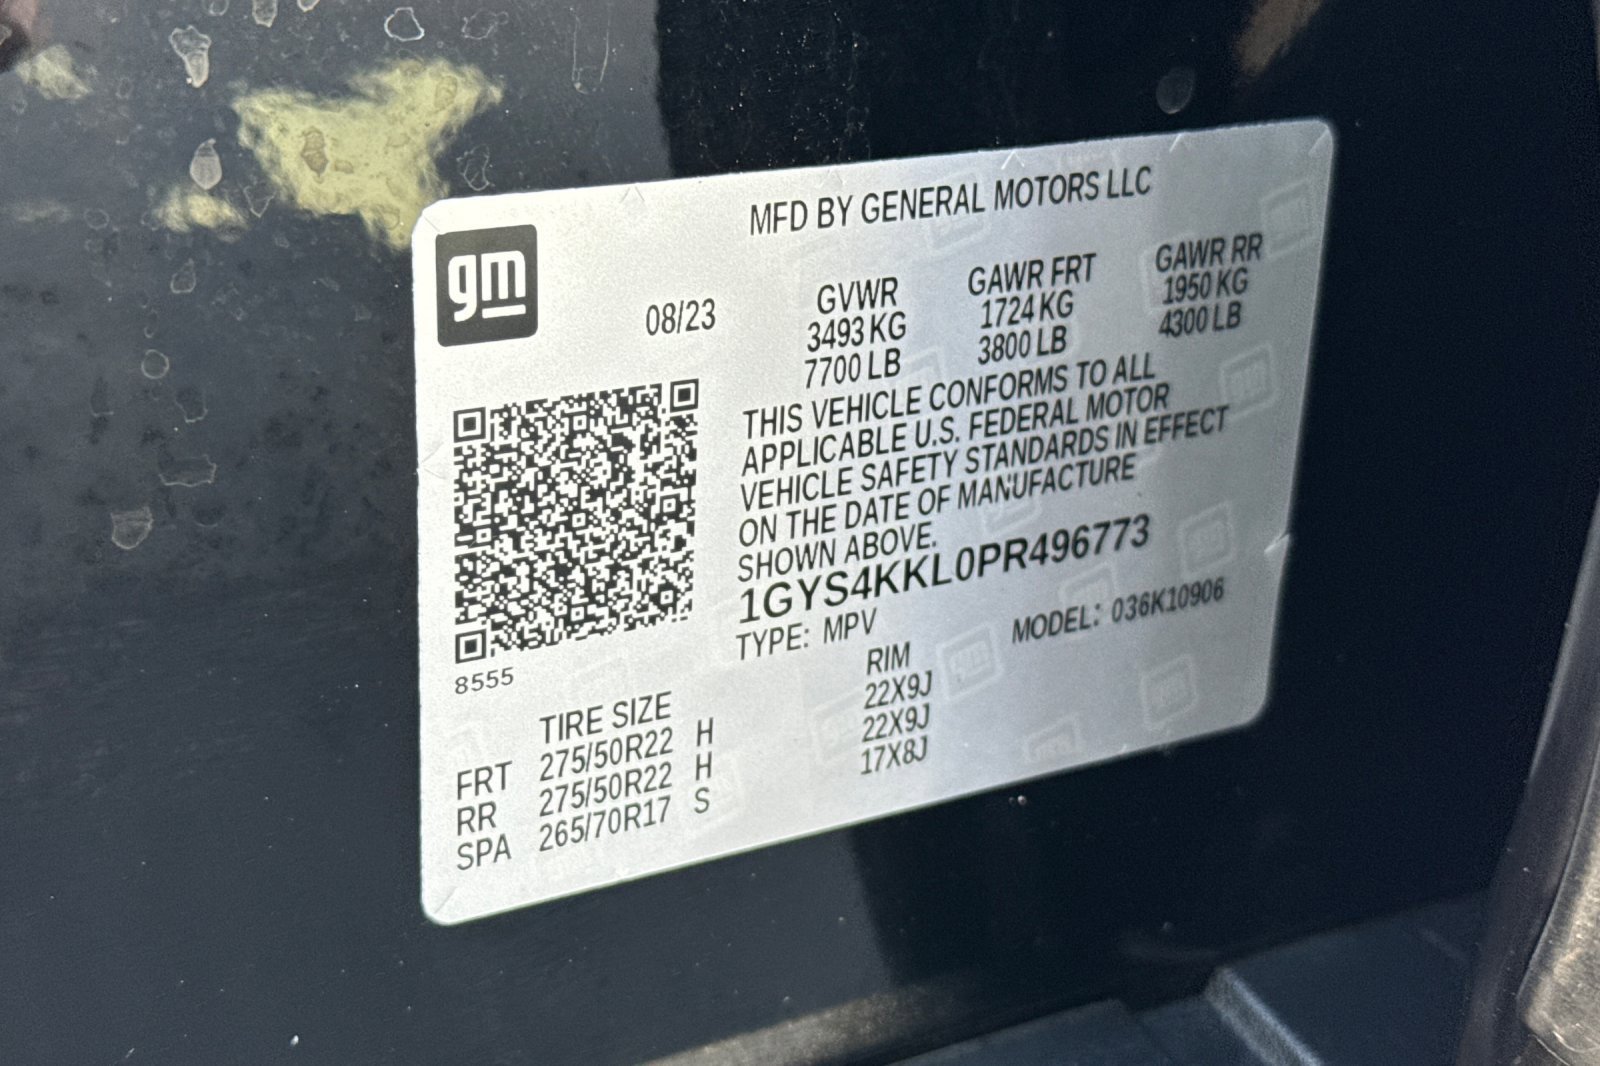 MFD BY GENERAL MOTORS LLC
gm
08/23
GVWR GAWR FRT GAWR RR
3493 KG 1724 KG 1950 KG
7700 LB 3800 LB 4300 LB
THIS VEHICLE CONFORMS TO ALL
APPLICABLE U.S. FEDERAL MOTOR
VEHICLE SAFETY STANDARDS IN EFFECT
ON THE DATE OF MANUFACTURE
SHOWN ABOVE.
1GYS4KKL0PR496773
TYPE: MPV MODEL: 036K10906
8555
TIRE SIZE RIM
FRT 275/50R22 H 22X9J
RR 275/50R22 H 22X9J
SPA 265/70R17 S 17X8J